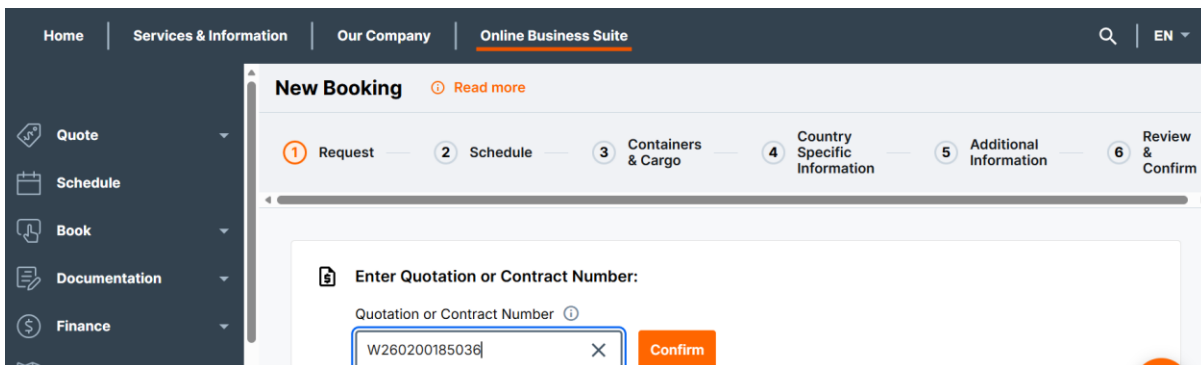 Home
Services & Information
Our Company
Online Business Suite
EN
Quote
Schedule
Book
Documentation
Finance
New Booking
Read more
1 Request
2 Schedule
3 Containers
& Cargo
4 Country
Specific
Information
5 Additional
Information
6 Review
&
Confirm
Enter Quotation or Contract Number:
Quotation or Contract Number
W260200185036
Confirm